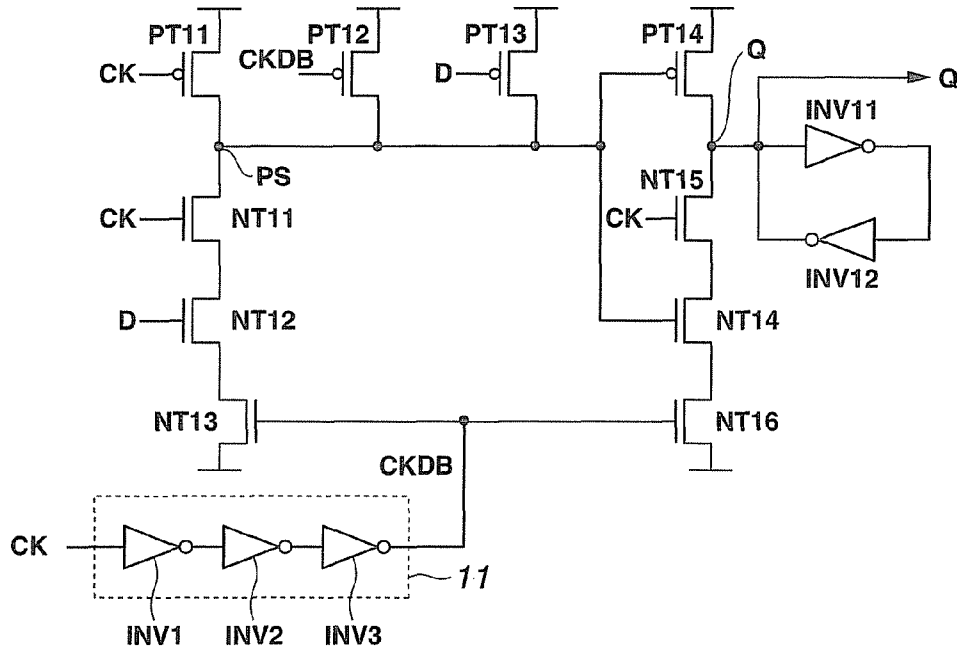 PT11
PT12
PT13
PT14
Q
CK
CKDB
D
Q
INV11
PS
NT15
CK
NT11
CK
INV12
D
NT12
NT14
NT13
NT16
CKDB
CK
11
INV1
INV2
INV3